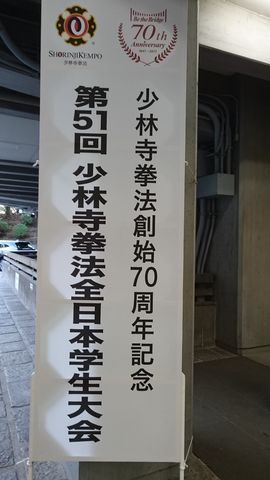 SHORINJI KEMPO
少林寺拳法
Be the Bridge
70th
Anniversary
1947-2017
少林寺拳法創始70周年記念
第51回 少林寺拳法全日本学生大会